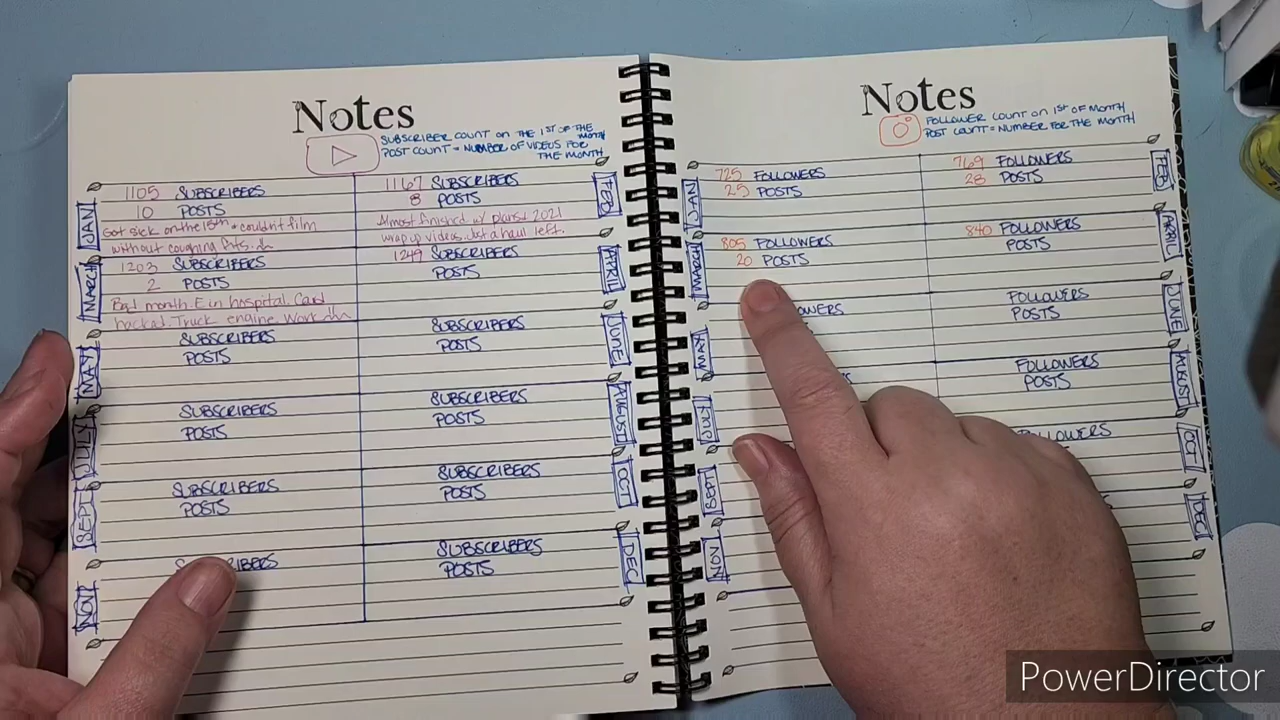 Notes
SUBSCRIBER COUNT ON THE 1ST OF THE MONTH
POST COUNT = NUMBER OF VIDEOS FOR
THE MONTH
JAN
1105 SUBSCRIBERS
10 POSTS
Got sick on the 15th + couldn't film
without coughing fits.
FEB
1167 SUBSCRIBERS
8 POSTS
Almost finished w/ plans 2021
wrap up videos. Just a haul left.
MARCH
1203 SUBSCRIBERS
2 POSTS
Bad month. E in hospital. Card
hacked. Truck engine work
APRIL
1249 SUBSCRIBERS
POSTS
MAY
SUBSCRIBERS
POSTS
JUNE
SUBSCRIBERS
POSTS
JULY
SUBSCRIBERS
POSTS
AUGUST
SUBSCRIBERS
POSTS
SEPT
SUBSCRIBERS
POSTS
OCT
SUBSCRIBERS
POSTS
NOV
DEC
SUBSCRIBERS
POSTS
Notes
FOLLOWER COUNT ON 1ST OF MONTH
POST COUNT = NUMBER FOR THE MONTH
JAN
725 FOLLOWERS
25 POSTS
FEB
769 FOLLOWERS
28 POSTS
MARCH
805 FOLLOWERS
20 POSTS
APRIL
840 FOLLOWERS
POSTS
MAY
JUNE
FOLLOWERS
POSTS
JULY
AUGUST
FOLLOWERS
POSTS
SEPT
OCT
FOLLOWERS
NOV
DEC
PowerDirector